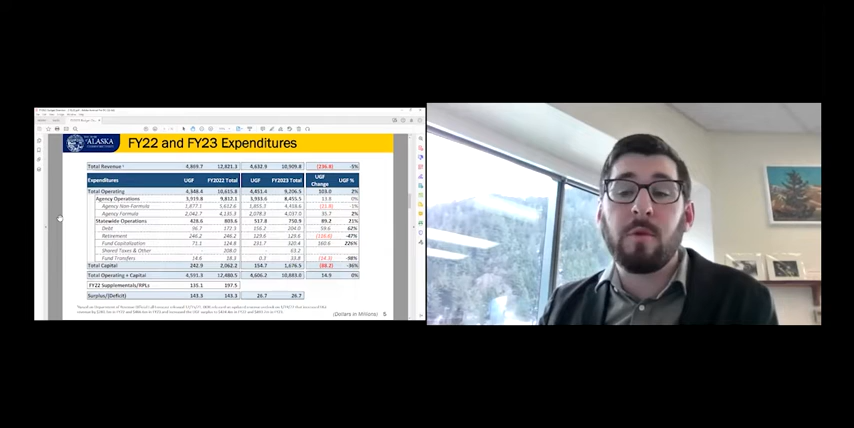 ALASKA
FY22 and FY23 Expenditures
Total Revenue 4,869.7 12,821.3 4,632.9 10,909.8 (236.8) -5%
Expenditures UGF FY2022 Total UGF FY2023 Total UGF Change UGF %
Total Operating 4,348.4 10,615.8 4,451.4 9,206.5 103.0 2%
Agency Operations 3,919.8 9,812.1 3,933.6 8,455.5 13.8 0%
Agency Non-Formula 1,877.1 5,612.6
Agency Formula 2,042.7 4,135.3 2,078.3 4,037.0 35.7 2%
Statewide Operations 428.6 803.6 517.8 750.9 89.2 21%
Debt 96.7 172.3 156.2 204.0 59.6 62%
Retirement 246.2 246.2 129.6 129.6 (116.6) -47%
Fund Capitalization 71.1 124.8 231.7 320.4 160.6 226%
Shared Taxes & Other - 208.0 - 63.2
Fund Transfers 14.6 18.3 0.3 33.8 (14.3) -98%
Total Capital 242.9 2,062.2 154.7 1,676.5 (88.2) -36%
Total Operating + Capital 4,591.3 12,480.5 4,606.2 10,883.0 14.9 0%
FY22 Supplementals/RPLs 135.1 197.5
Surplus/(Deficit) 143.3 143.3 26.7 26.7
(Dollars in Millions) 5